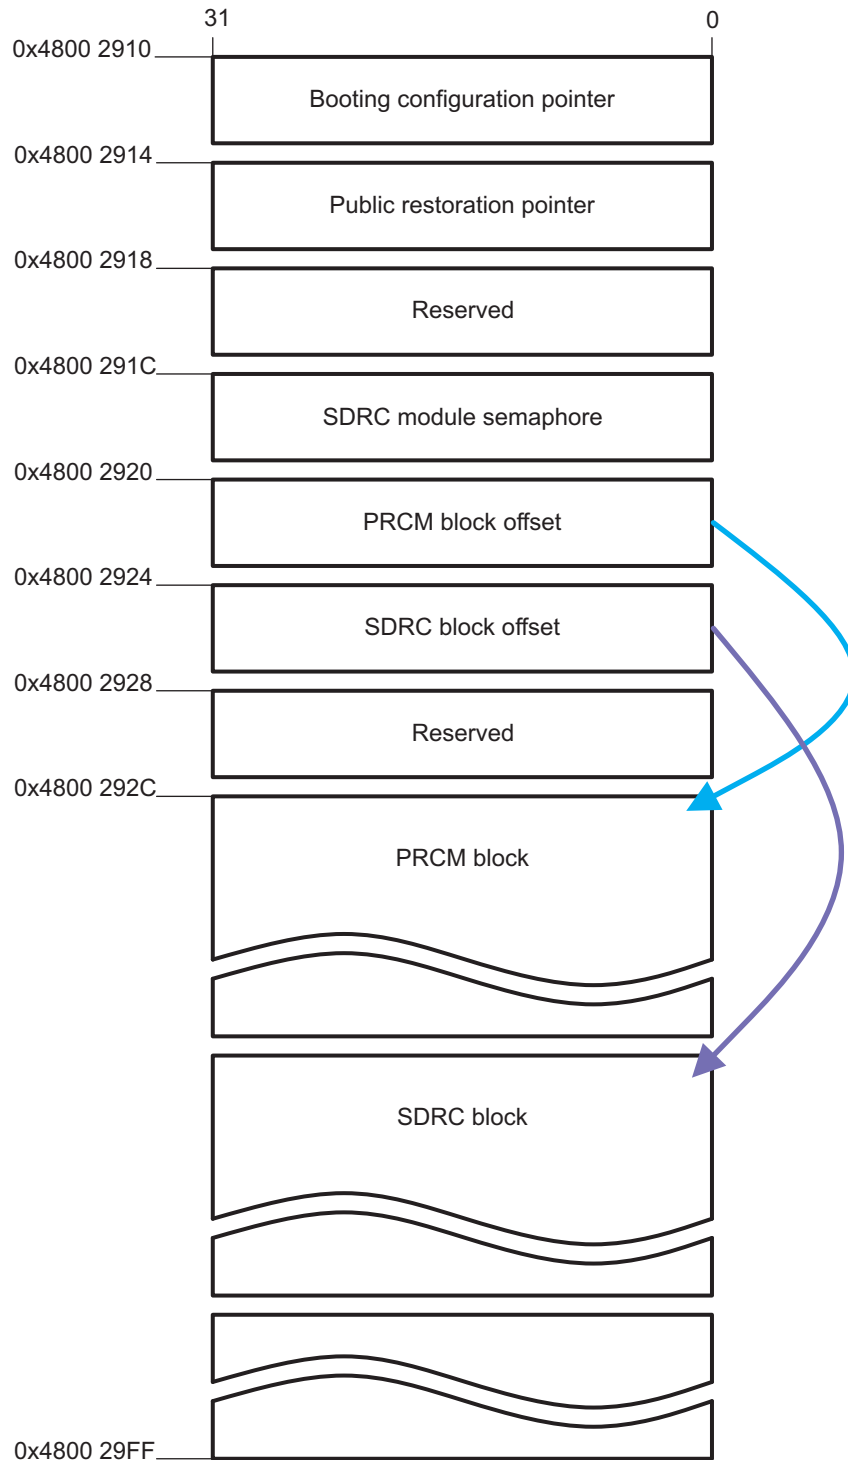 31 0
0x4800 2910
Booting configuration pointer
0x4800 2914
Public restoration pointer
0x4800 2918
Reserved
0x4800 291C
SDRC module semaphore
0x4800 2920
PRCM block offset
0x4800 2924
SDRC block offset
0x4800 2928
Reserved
0x4800 292C
PRCM block
SDRC block
0x4800 29FF